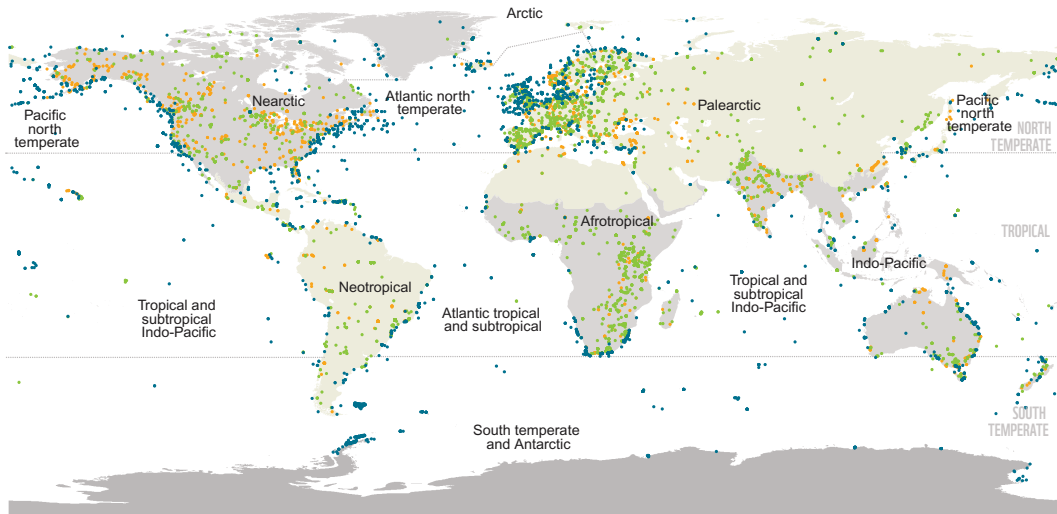 Arctic
Nearctic
Atlantic north
temperate
Palearctic
Pacific
north
temperate
Pacific
north
temperate
NORTH
TEMPERATE
Afrotropical
TROPICAL
Indo-Pacific
Neotropical
Tropical and
subtropical
Indo-Pacific
Tropical and
subtropical
Indo-Pacific
Atlantic tropical
and subtropical
SOUTH
TEMPERATE
South temperate
and Antarctic